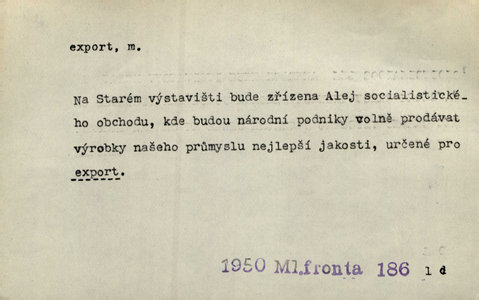 export, m.
Na Starém výstavišti bude zřízena Alej socialistické-
ho obchodu, kde budou národní podniky volně prodávat
výrobky našeho průmyslu nejlepší jakosti, určené pro
export.
1950 Ml.fronta 186 1 d